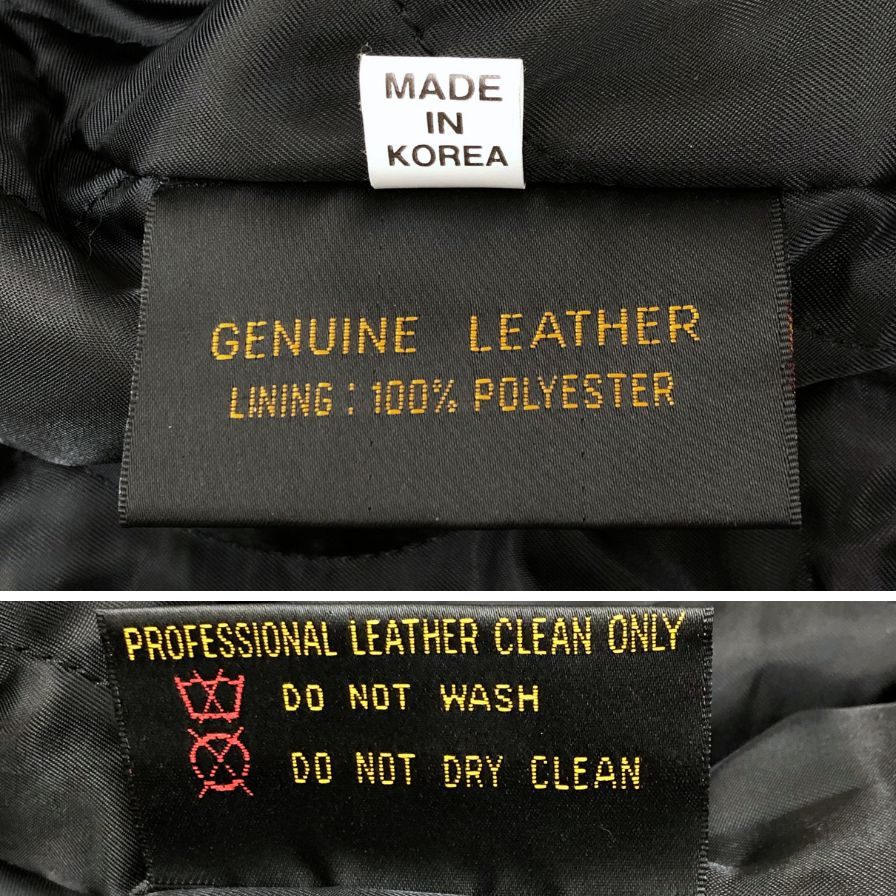 MADE
IN
KOREA
GENUINE LEATHER
LINING : 100% POLYESTER
PROFESSIONAL LEATHER CLEAN ONLY
DO NOT WASH
DO NOT DRY CLEAN